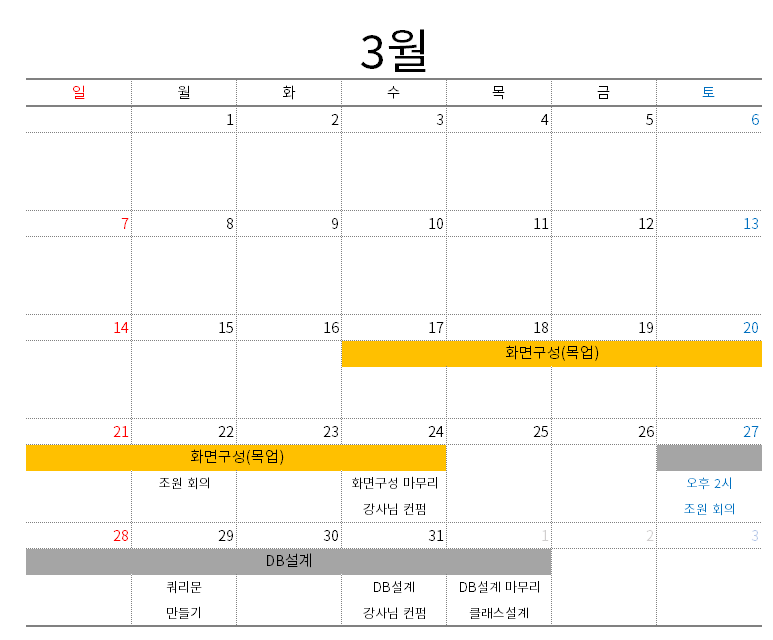 3월
일 월 화 수 목 금 토
1 2 3 4 5 6
7 8 9 10 11 12 13
14 15 16 17 18 19 20
화면구성(목업)
21 22 23 24 25 26 27
화면구성(목업)
조원 회의 화면구성 마무리 오후 2시
강사님 컨펌 조원 회의
28 29 30 31 1 2 3
DB설계
쿼리문 DB설계 DB설계 마무리
만들기 강사님 컨펌 클래스설계